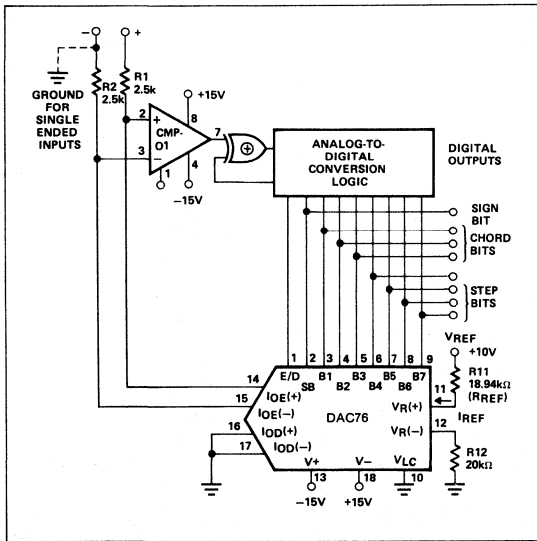 − +
R2
2.5k
R1
2.5k
GROUND
FOR
SINGLE
ENDED
INPUTS
+15V
8
2
+
CMP-
01
3
−
7
1
4
−15V
ANALOG-TO-
DIGITAL
CONVERSION
LOGIC
DIGITAL
OUTPUTS
SIGN
BIT
CHORD
BITS
STEP
BITS
VREF
+10V
1 2 3 4 5 6 7 8 9
E/D SB B1 B2 B3 B4 B5 B6 B7
R11
18.94kΩ
(RREF)
11
IREF
VR(+)
VR(−)
12
R12
20kΩ
14
IOE(+)
15
IOE(−)
16
IOD(+)
17
IOD(−)
DAC76
V+
13
−15V
V−
18
+15V
VLC
10